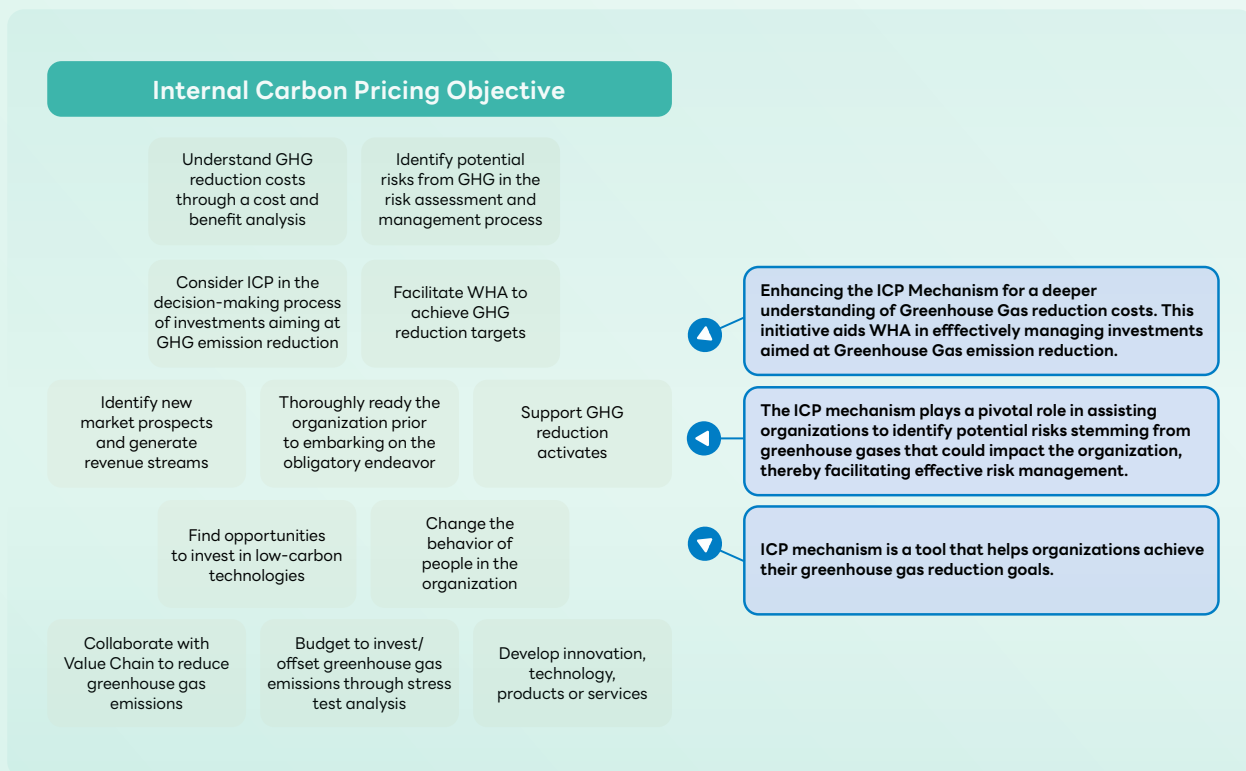 Internal Carbon Pricing Objective
Understand GHG
reduction costs
through a cost and
benefit analysis
Identify potential
risks from GHG in the
risk assessment and
management process
Consider ICP in the
decision-making process
of investments aiming at
GHG emission reduction
Facilitate WHA to
achieve GHG
reduction targets
Identify new
market prospects
and generate
revenue streams
Thoroughly ready the
organization prior
to embarking on the
obligatory endeavor
Support GHG
reduction
activates
Find opportunities
to invest in low-carbon
technologies
Change the
behavior of
people in the
organization
Collaborate with
Value Chain to reduce
greenhouse gas
emissions
Budget to invest/
offset greenhouse gas
emissions through stress
test analysis
Develop innovation,
technology,
products or services
Enhancing the ICP Mechanism for a deeper
understanding of Greenhouse Gas reduction costs. This
initiative aids WHA in efffectively managing investments
aimed at Greenhouse Gas emission reduction.
The ICP mechanism plays a pivotal role in assisting
organizations to identify potential risks stemming from
greenhouse gases that could impact the organization,
thereby facilitating effective risk management.
ICP mechanism is a tool that helps organizations achieve
their greenhouse gas reduction goals.